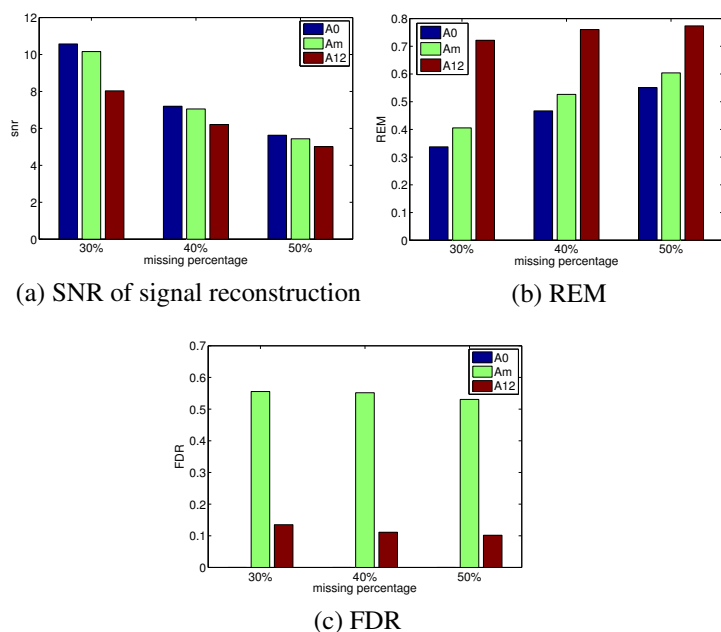 12
10
8
6
4
2
0
snr
30%
40%
50%
missing percentage
A0
Am
A12
(a) SNR of signal reconstruction
0.8
0.7
0.6
0.5
0.4
0.3
0.2
0.1
0
REM
30%
40%
50%
missing percentage
A0
Am
A12
(b) REM
0.7
0.6
0.5
0.4
0.3
0.2
0.1
0
FDR
30%
40%
50%
missing percentage
A0
Am
A12
(c) FDR